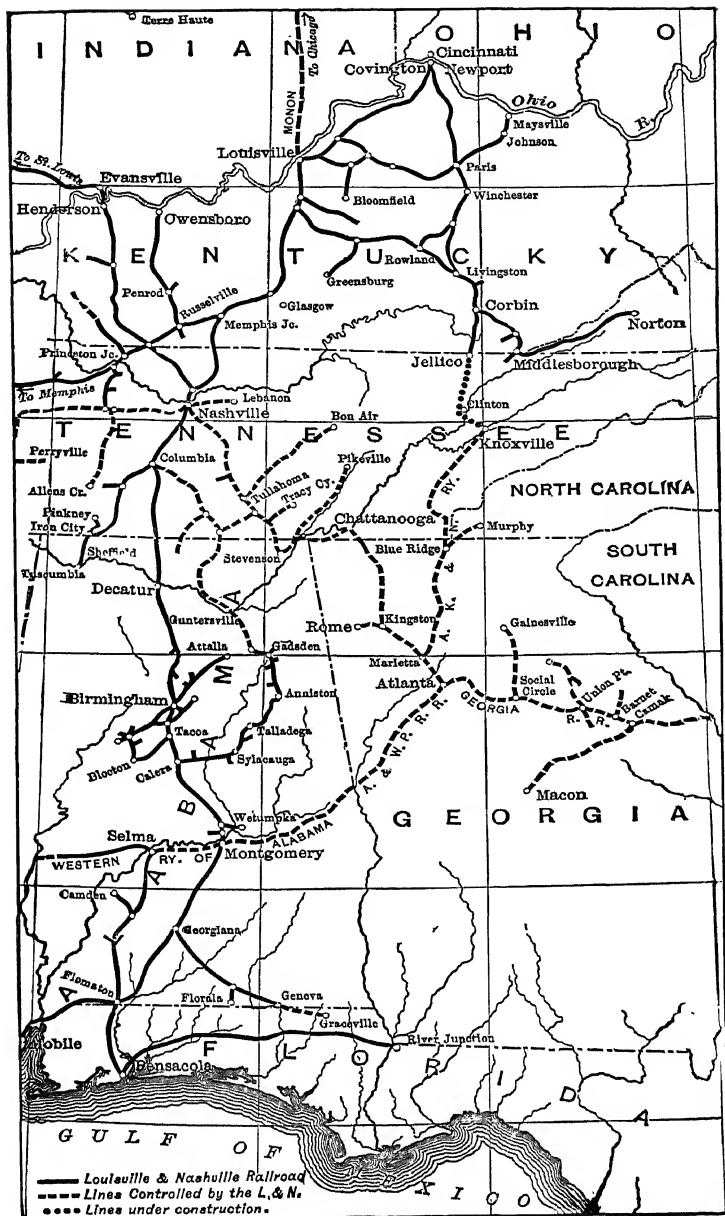 Terre Haute
INDIANA
OHIO
To Chicago
MONON
Cincinnati
Covington
Newport
Ohio
R.
Maysville
Johnson
Louisville
Paris
To St. Louis
Evansville
Bloomfield
Winchester
Henderson
Owensboro
KENTUCKY
Rowland
Livingston
Greensburg
Penrod
Russelville
Glasgow
Corbin
Norton
Memphis Jc.
Princeton Jc.
Jellico
Middlesborough
To Memphis
Lebanon
Clinton
Nashville
Bon Air
TENNESSEE
Knoxville
Perryville
Columbia
Pikeville
RY.
Allens Cr.
Tullahoma
Tracy Cy.
NORTH CAROLINA
Pinkney
Chattanooga
N.
Murphy
Iron City
Blue Ridge
SOUTH
Sheffield
Stevenson
&
CAROLINA
Tuscumbia
Decatur
K.
Guntersville
Rome
Kingston
A.
Gainesville
Attalla
Gadsden
Marietta
Atlanta
Social
Circle
Union Pt.
Birmingham
Anniston
GEORGIA
R. R.
Barnet
Camak
Tacoa
Talladega
A. & W.P. R. R.
Blocton
Calera
Sylacauga
Macon
ALABAMA
GEORGIA
Wetumpka
Selma
ALABAMA
WESTERN
RY. OF
Montgomery
Camden
Georgiana
Flomaton
Florala
Geneva
Graceville
Mobile
River Junction
FLORIDA
Pensacola
GULF OF
MEXICO
Louisville & Nashville Railroad
Lines Controlled by the L. & N.
Lines under construction.